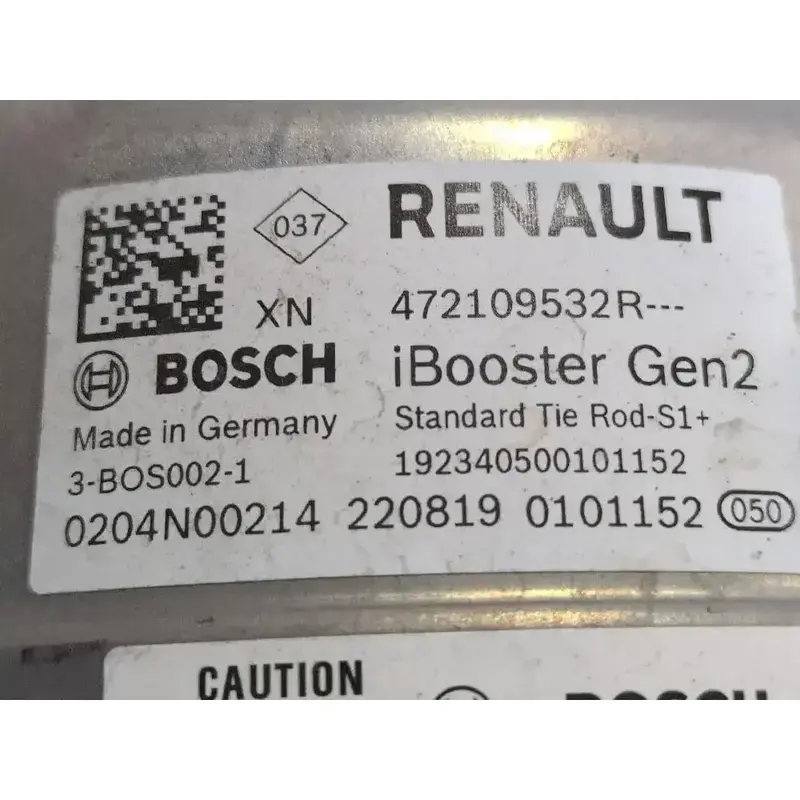 037
RENAULT
XN
472109532R---
BOSCH
iBooster Gen2
Made in Germany
Standard Tie Rod-S1+
3-BOS002-1
192340500101152
0204N00214 220819 0101152 050
CAUTION
BOSCH